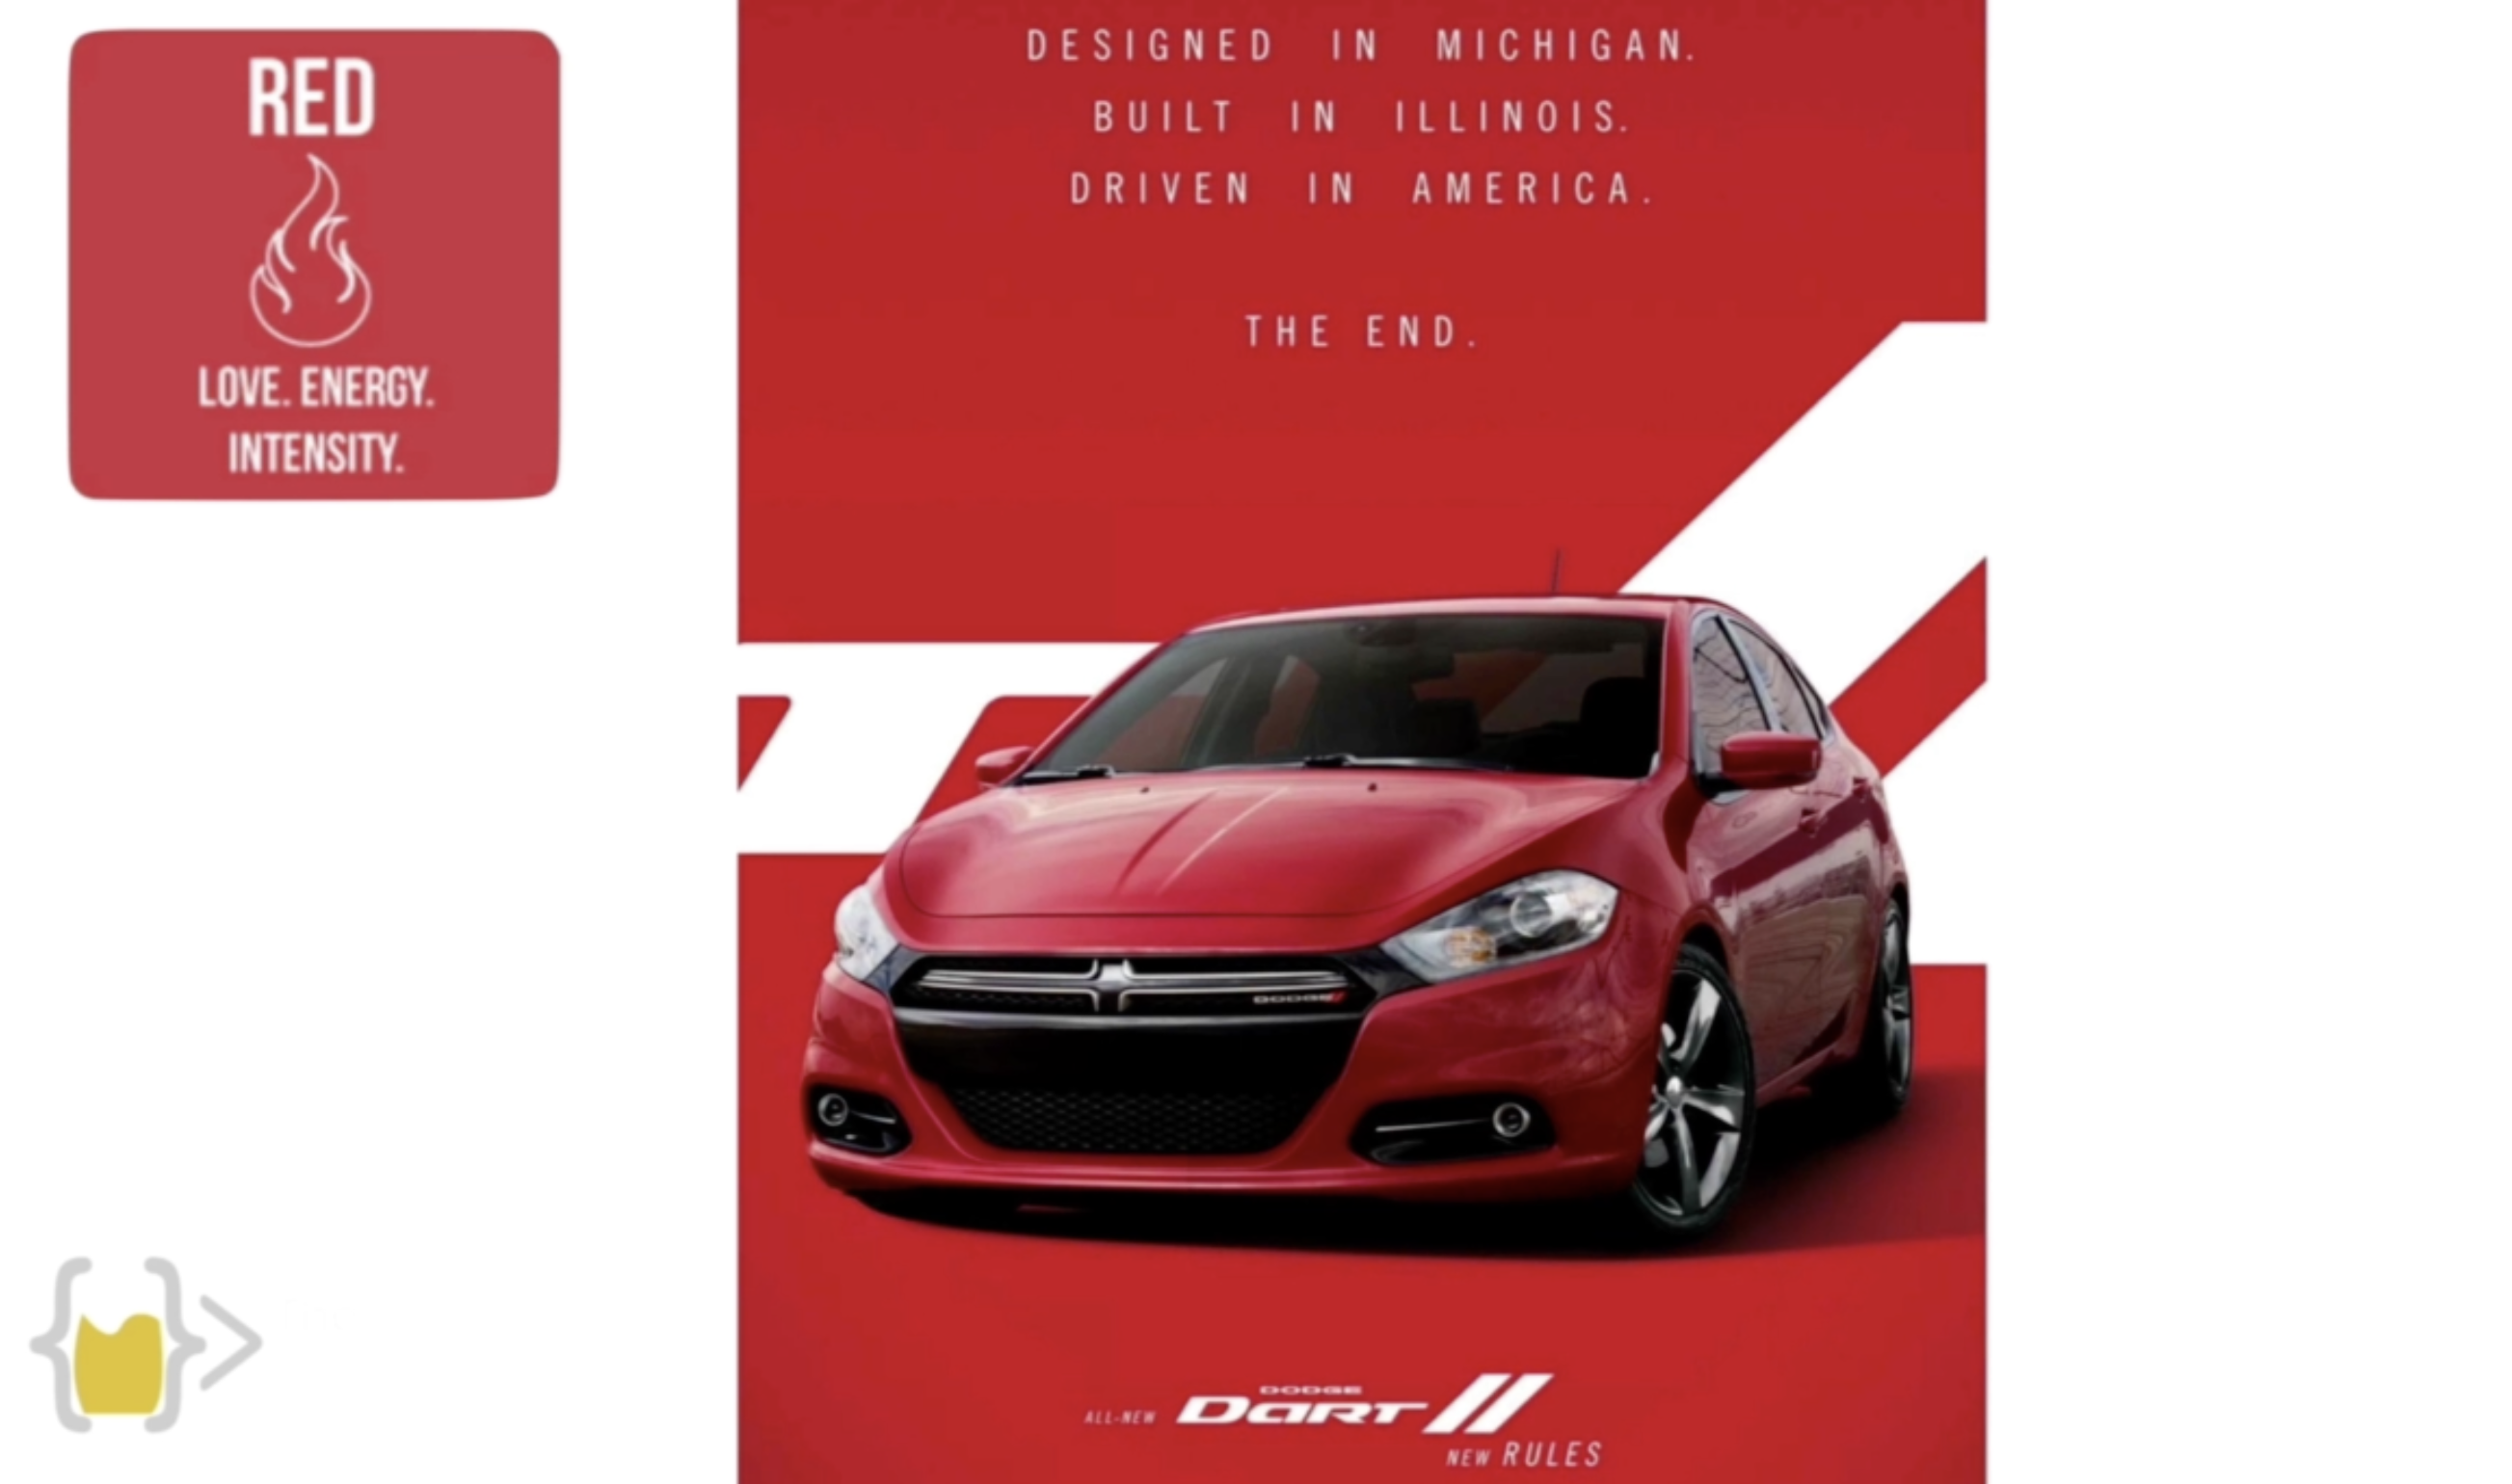 RED
LOVE. ENERGY.
INTENSITY.
DESIGNED IN MICHIGAN.
BUILT IN ILLINOIS.
DRIVEN IN AMERICA.
THE END.
DODGE
DODGE
ALL-NEW DART
NEW RULES